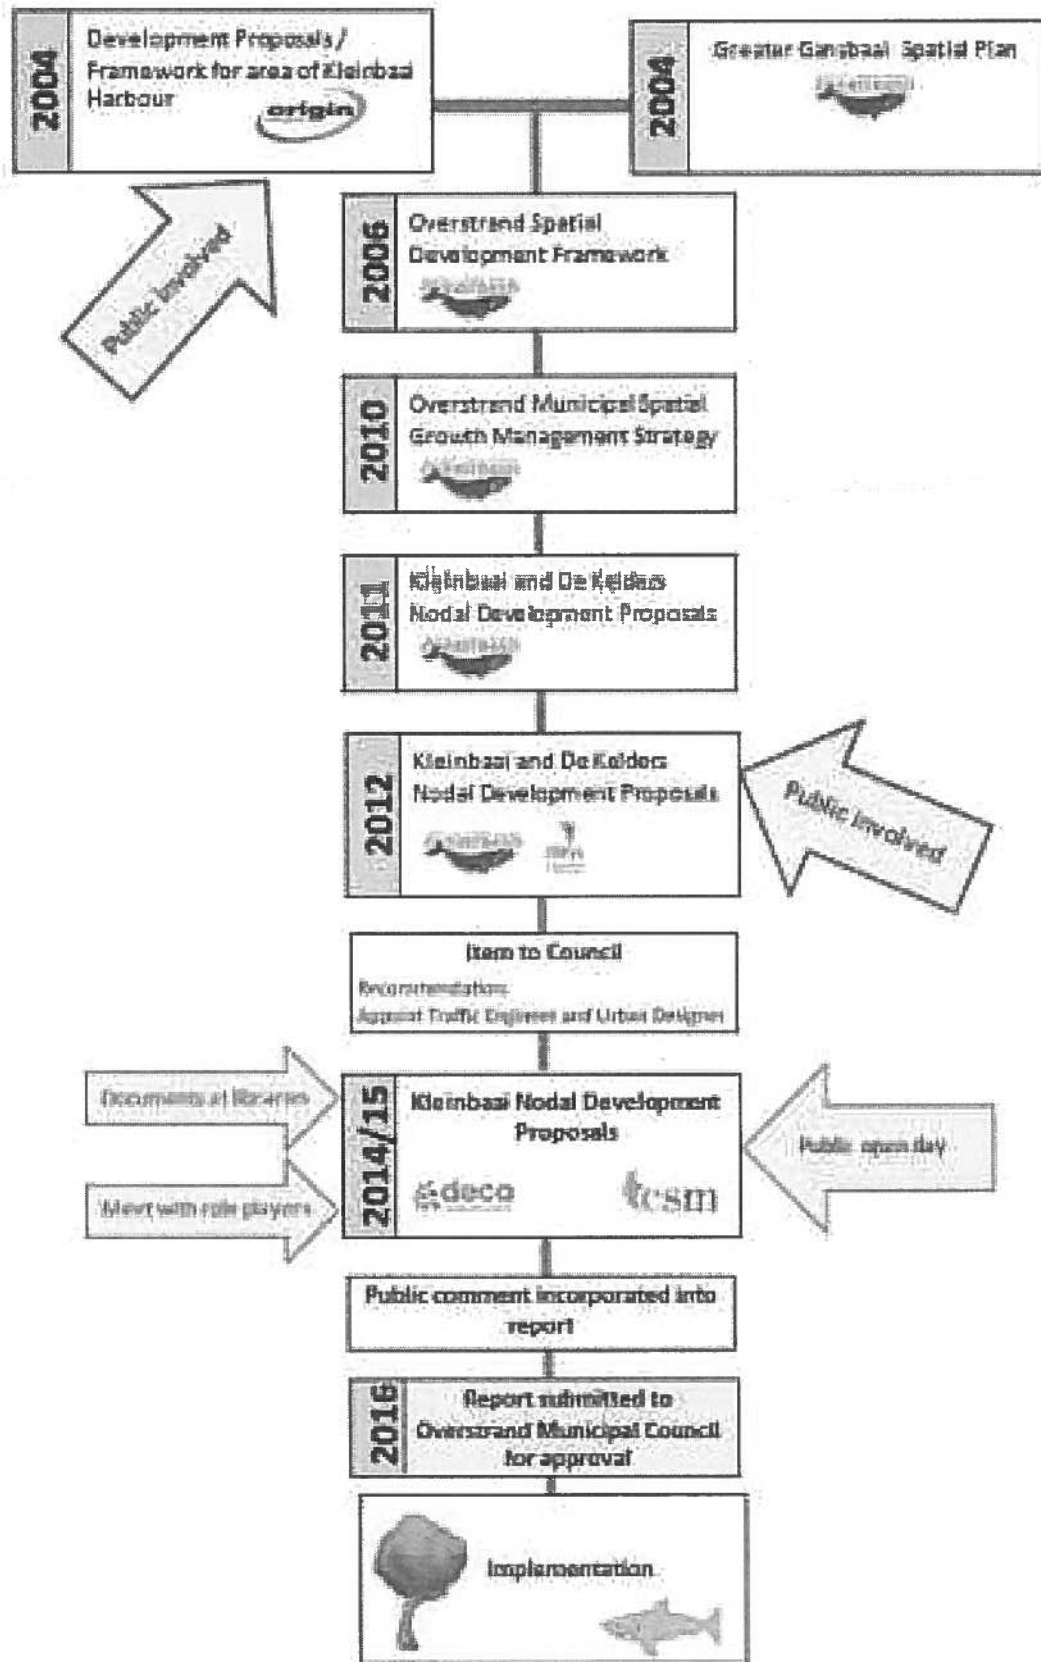 2004
Development Proposals /
Framework for area of Kleinbaai
Harbour
origin
2004
Greater Gansbaai Spatial Plan
Public Involved
2006
Overstrand Spatial
Development Framework
2010
Overstrand Municipal Spatial
Growth Management Strategy
2011
Kleinbaai and De Kelders
Nodal Development Proposals
2012
Kleinbaai and De Kelders
Nodal Development Proposals
Public Involved
Item to Council
Recommendation:
Appoint Traffic Engineer and Urban Designer
Documents at libraries
Meet with role players
2014/15
Kleinbaai Nodal Development
Proposals
deca
tcsm
Public open day
Public comment incorporated into
report
2016
Report submitted to
Overstrand Municipal Council
for approval
Implementation